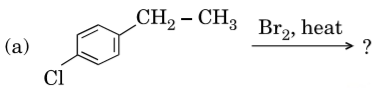 CH₂ – CH₃
Br₂, heat
(a)
?
Cl